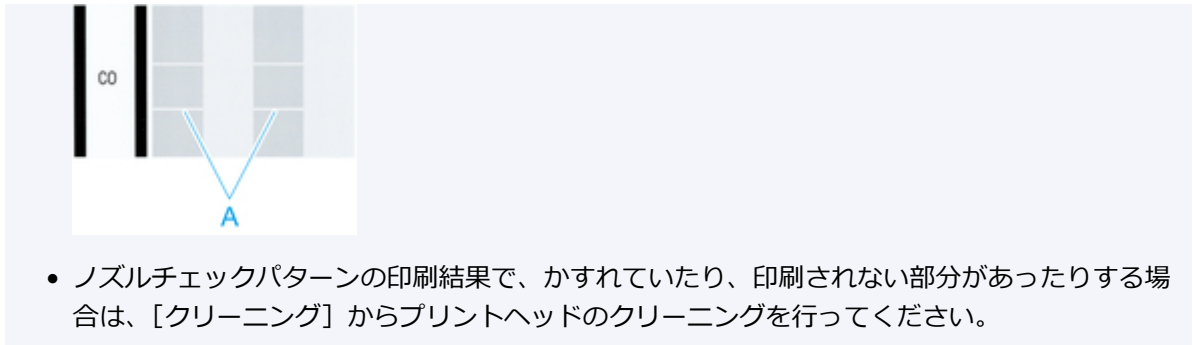 CO
A
• ノズルチェックパターンの印刷結果で、かすれていたり、印刷されない部分があったりする場
合は、［クリーニング］からプリントヘッドのクリーニングを行ってください。